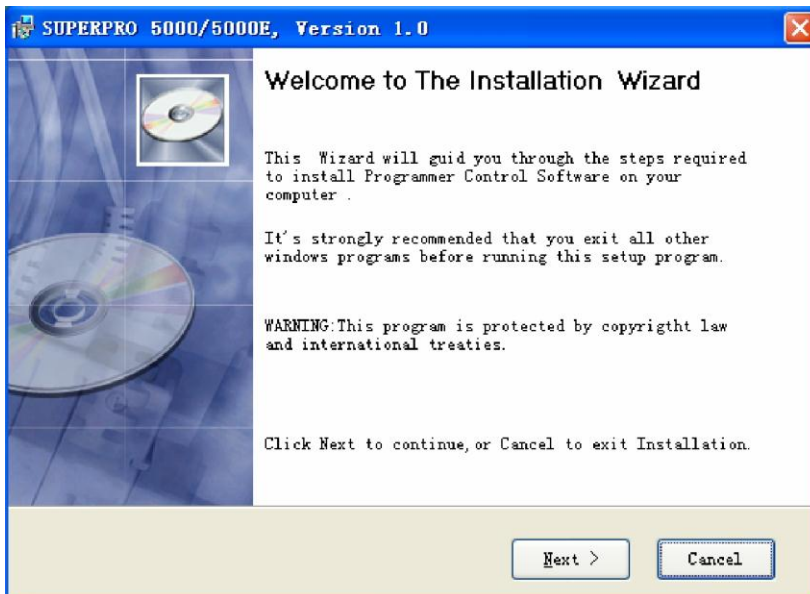 SUPERPRO 5000/5000E, Version 1.0
Welcome to The Installation Wizard
This Wizard will guid you through the steps required
to install Programmer Control Software on your
computer .
It's strongly recommended that you exit all other
windows programs before running this setup program.
WARNING:This program is protected by copyrigtht law
and international treaties.
Click Next to continue,or Cancel to exit Installation.
Next >
Cancel